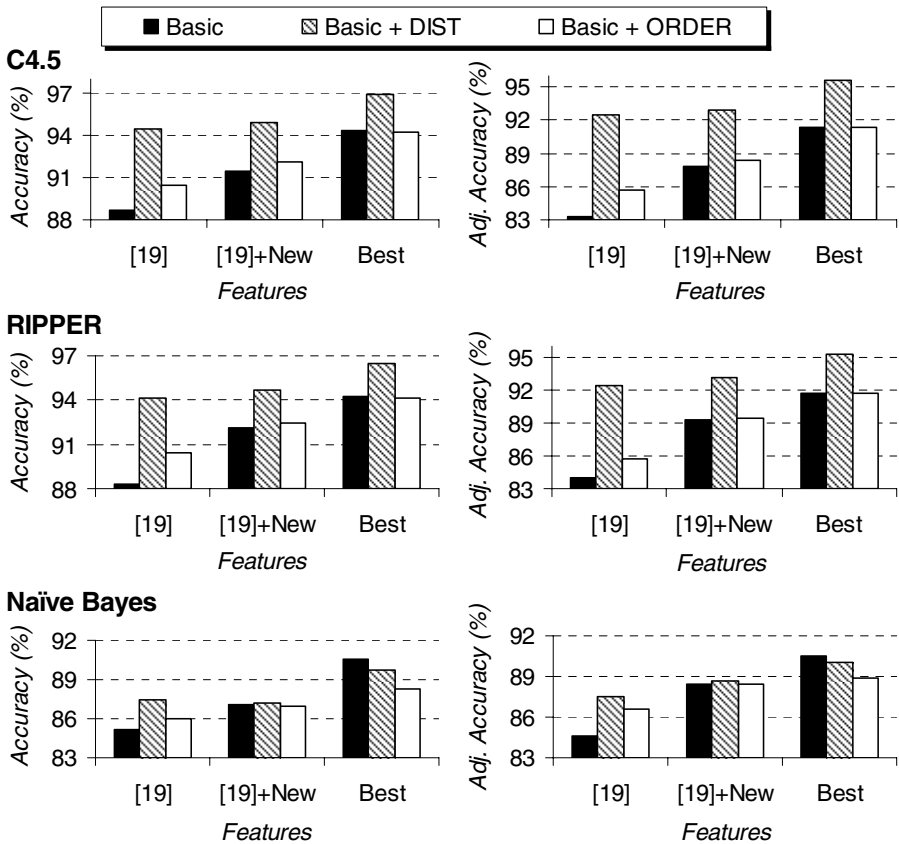 Basic Basic + DIST Basic + ORDER
C4.5
Accuracy (%)
97
94
91
88
[19] [19]+New Best
Features
Adj. Accuracy (%)
95
92
89
86
83
[19] [19]+New Best
Features
RIPPER
Accuracy (%)
97
94
91
88
[19] [19]+New Best
Features
Adj. Accuracy (%)
95
92
89
86
83
[19] [19]+New Best
Features
Naïve Bayes
Accuracy (%)
92
89
86
83
[19] [19]+New Best
Features
Adj. Accuracy (%)
92
89
86
83
[19] [19]+New Best
Features